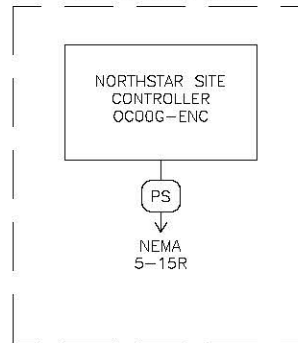 NORTHSTAR SITE
CONTROLLER
OC00G-ENC
PS
NEMA
5-15R